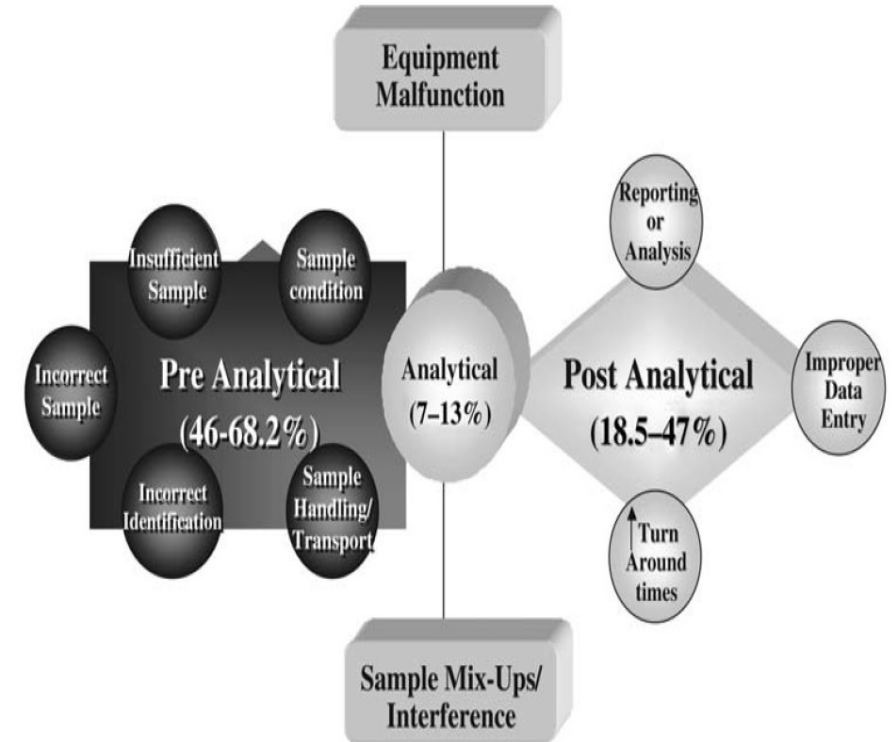 Equipment
Malfunction
Insufficient
Sample
Sample
condition
Incorrect
Sample
Pre Analytical
(46-68.2%)
Incorrect
Identification
Sample
Handling/
Transport
Analytical
(7–13%)
Reporting
or
Analysis
Post Analytical
(18.5–47%)
Improper
Data
Entry
Turn
Around
times
Sample Mix-Ups/
Interference